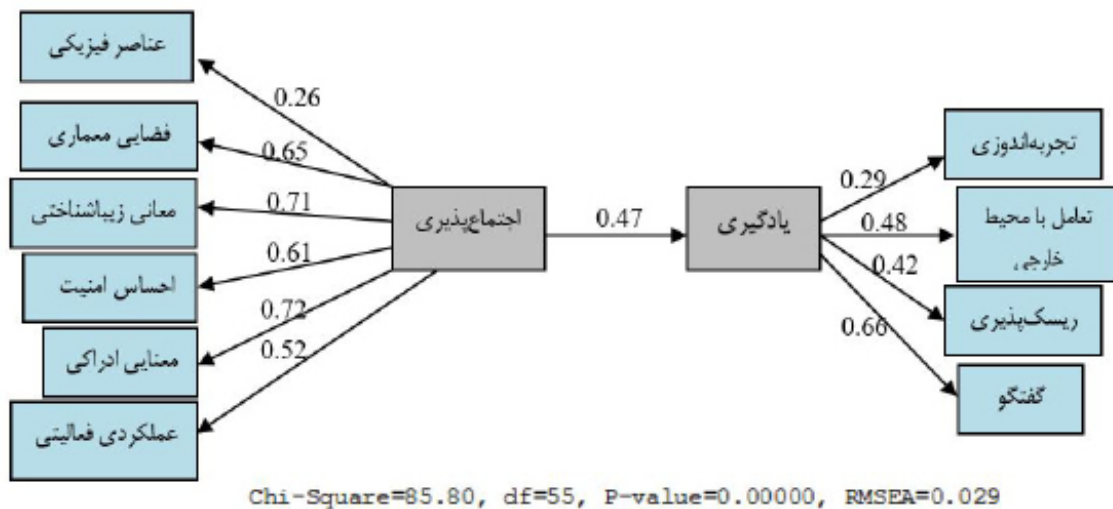 عناصر فیزیکی
0.26
فضایی معماری
0.65
معانی زیباشناختی
0.71
احساس امنیت
0.61
معنایی ادراکی
0.72
عملکردی فعالیتی
0.52
اجتماع‌پذیری
0.47
یادگیری
0.29
تجربه‌اندوزی
0.48
تعامل با محیط
خارجی
0.42
ریسک‌پذیری
0.66
گفتگو
Chi-Square=85.80, df=55, P-value=0.00000, RMSEA=0.029